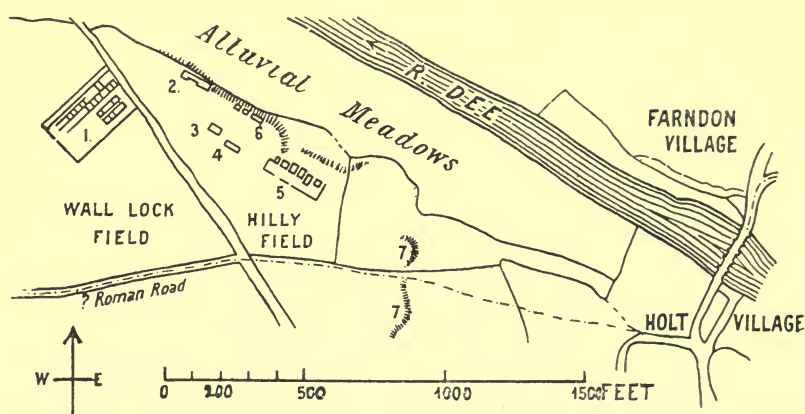 Alluvial
Meadows
R. DEE
FARNDON
VILLAGE
2.
1.
3
6
4
5
WALL LOCK
FIELD
HILLY
FIELD
7
7
? Roman Road
HOLT VILLAGE
W E
0 200 500 1000 1500 FEET